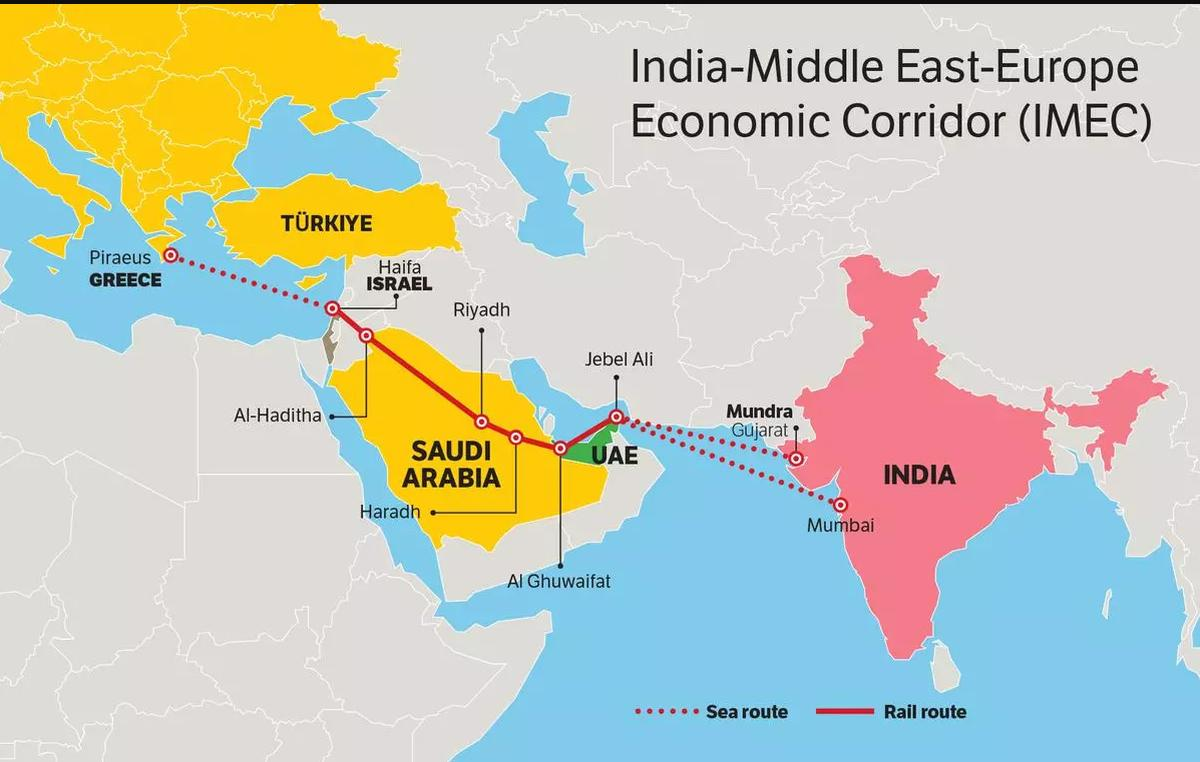 India-Middle East-Europe
Economic Corridor (IMEC)
TÜRKIYE
Piraeus
GREECE
Haifa
ISRAEL
Riyadh
Jebel Ali
Al-Haditha
Mundra
Gujarat
SAUDI
ARABIA
UAE
INDIA
Haradh
Mumbai
Al Ghuwaifat
Sea route
Rail route